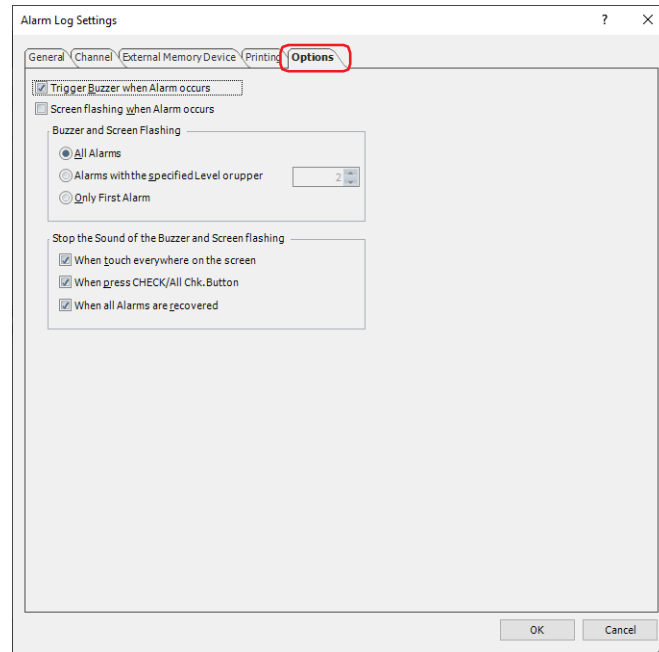 Alarm Log Settings ? ×
General Channel External Memory Device Printing Options
Trigger Buzzer when Alarm occurs
Screen flashing when Alarm occurs
Buzzer and Screen Flashing
All Alarms
Alarms with the specified Level or upper 2
Only First Alarm
Stop the Sound of the Buzzer and Screen flashing
When touch everywhere on the screen
When press CHECK/All Chk. Button
When all Alarms are recovered
OK Cancel